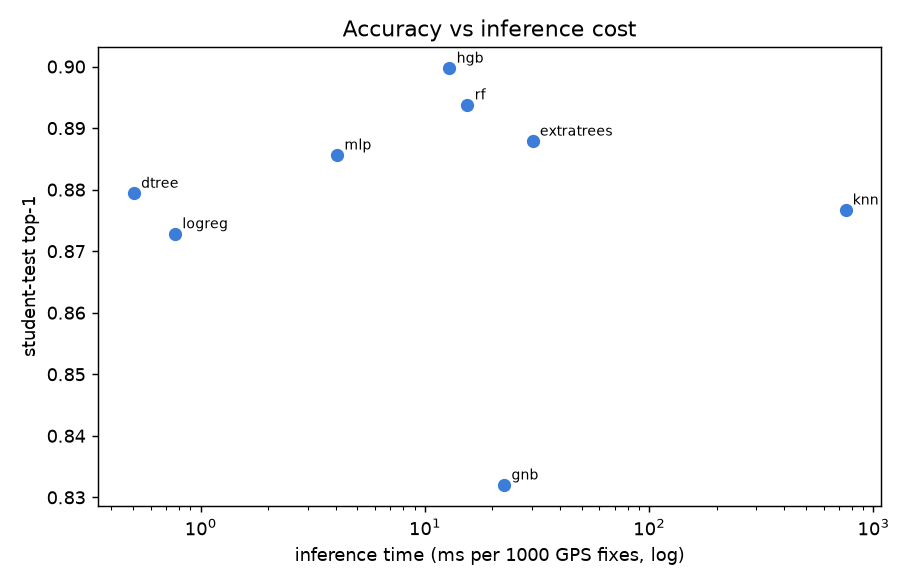 Accuracy vs inference cost
hgb
rf
extratrees
mlp
dtree
knn
logreg
gnb
0.90
0.89
0.88
0.87
0.86
0.85
0.84
0.83
student-test top-1
10⁰
10¹
10²
10³
inference time (ms per 1000 GPS fixes, log)